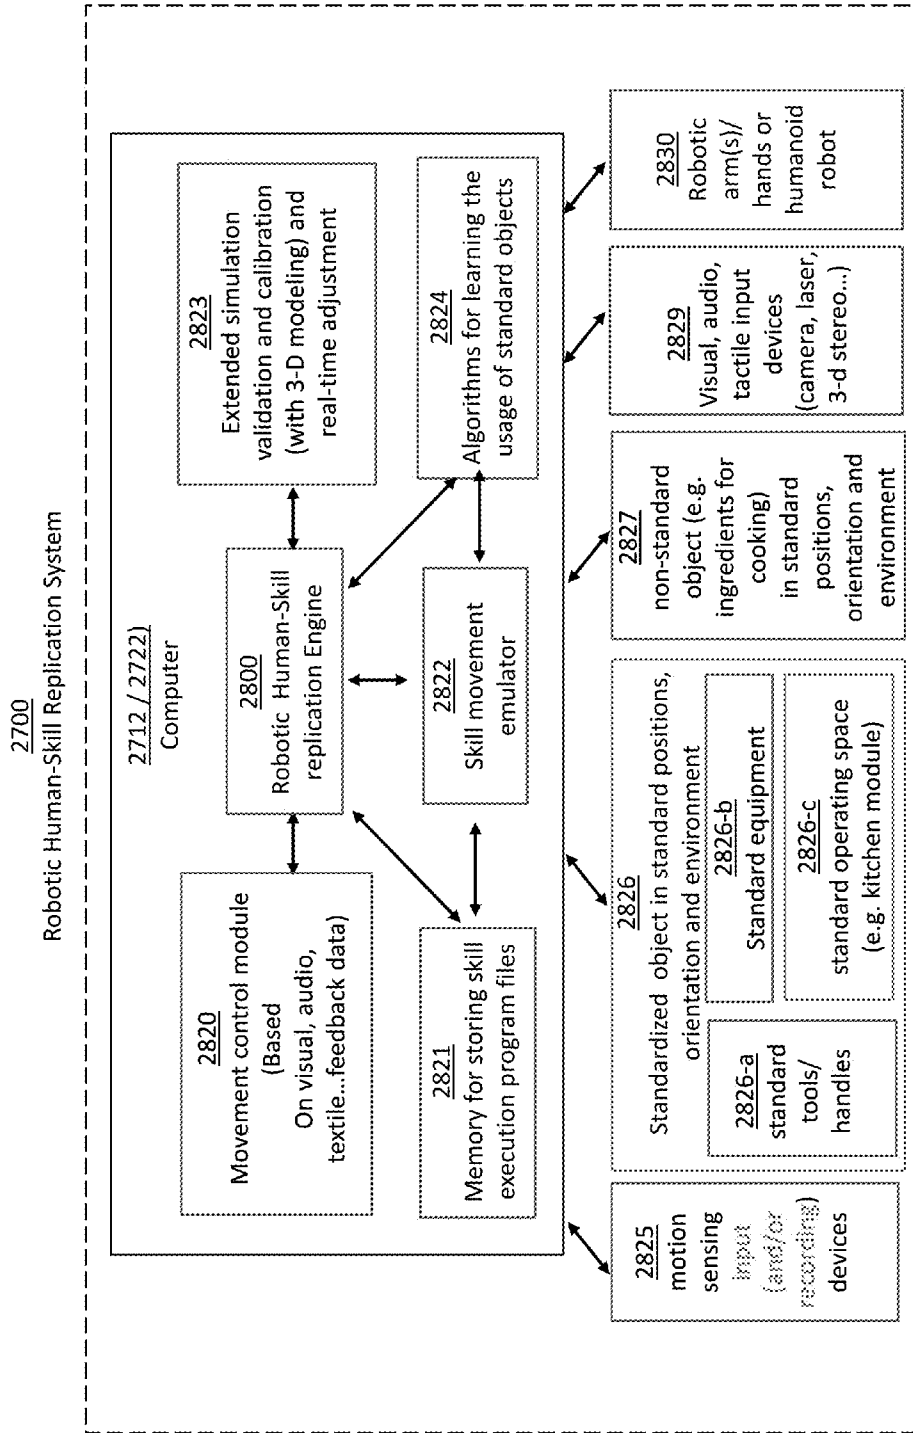 2700
Robotic Human-Skill Replication System
2712 / 2722)
Computer
2820
Movement control module
(Based
On visual, audio,
textile...feedback data)
2800
Robotic Human-Skill
replication Engine
2823
Extended simulation
validation and calibration
(with 3-D modeling) and
real-time adjustment
2821
Memory for storing skill
execution program files
2822
Skill movement
emulator
2824
Algorithms for learning the
usage of standard objects
2825
motion
sensing
input
(and/or
recording)
devices
2826
Standardized object in standard positions,
orientation and environment
2826-a
standard
tools/
handles
2826-b
Standard equipment
2826-c
standard operating space
(e.g. kitchen module)
2827
non-standard
object (e.g.
ingredients for
cooking)
in standard
positions,
orientation and
environment
2829
Visual, audio,
tactile input
devices
(camera, laser,
3-d stereo...)
2830
Robotic
arm(s)/
hands or
humanoid
robot